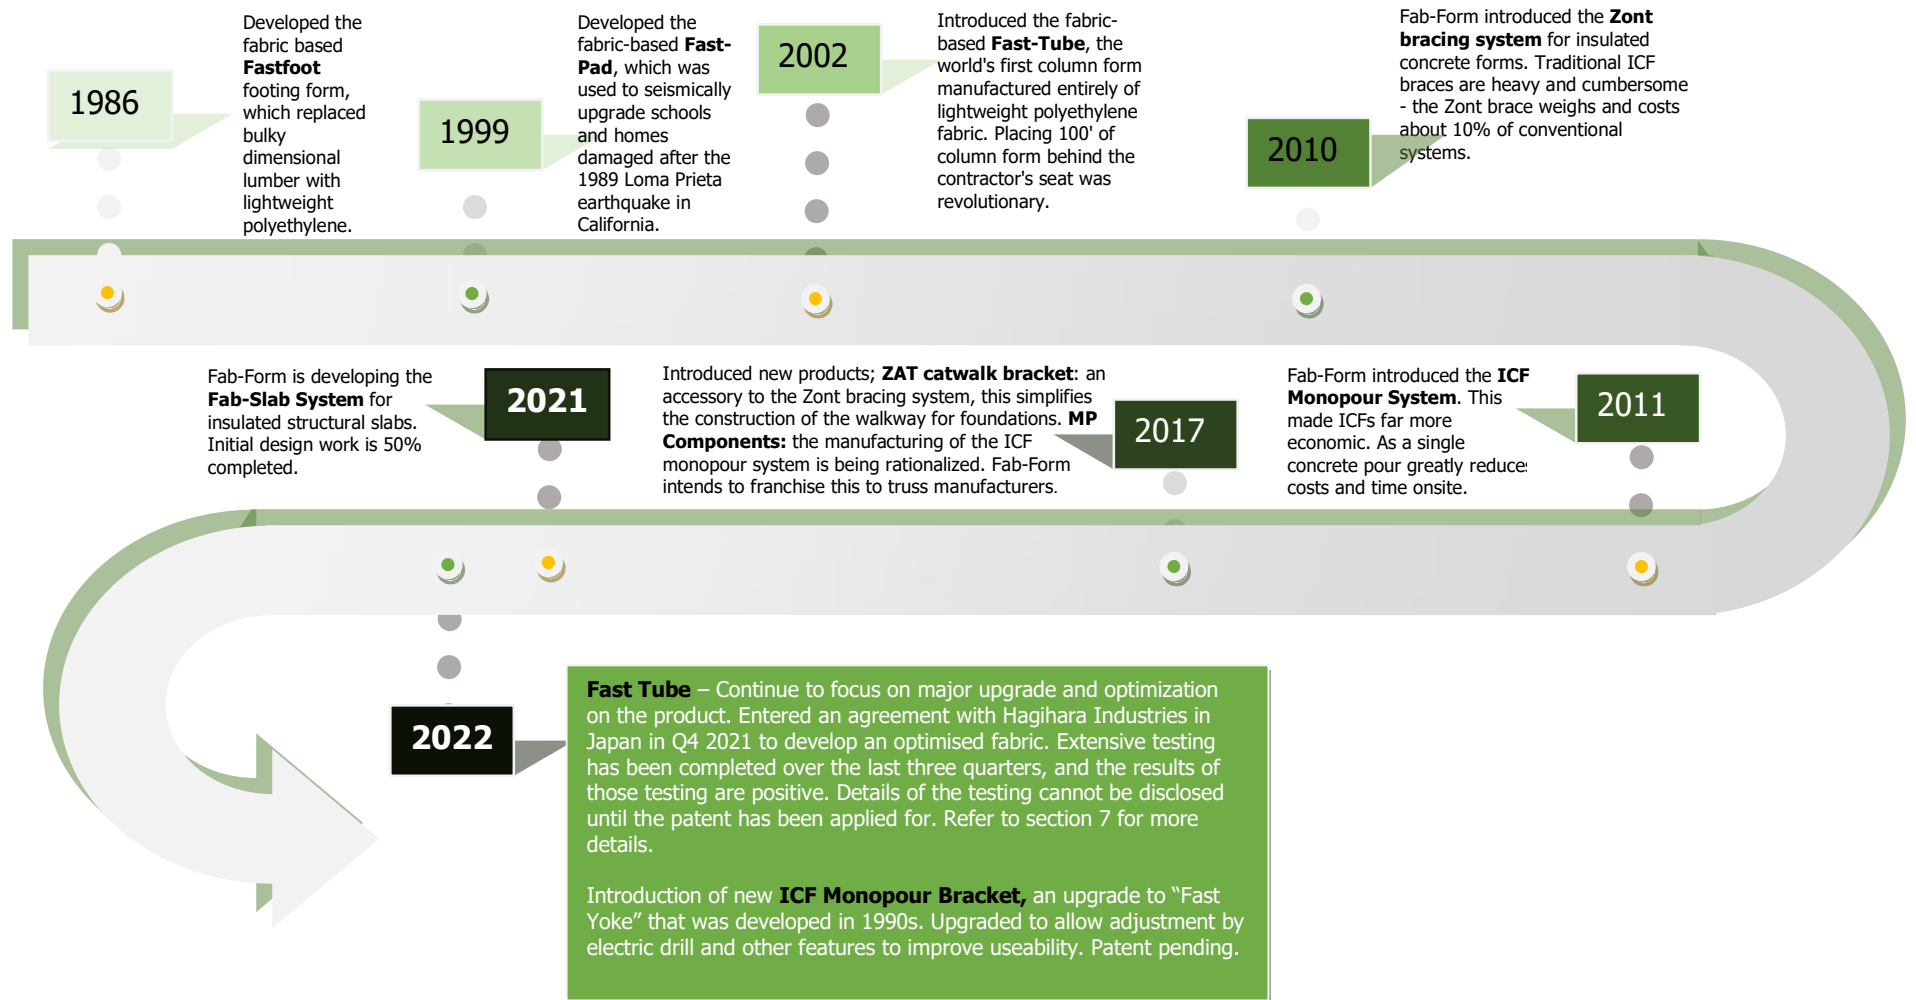 1986
Developed the
fabric based
Fastfoot
footing form,
which replaced
bulky
dimensional
lumber with
lightweight
polyethylene.
1999
Developed the
fabric-based Fast-
Pad, which was
used to seismically
upgrade schools
and homes
damaged after the
1989 Loma Prieta
earthquake in
California.
2002
Introduced the fabric-
based Fast-Tube, the
world's first column form
manufactured entirely of
lightweight polyethylene
fabric. Placing 100' of
column form behind the
contractor's seat was
revolutionary.
2010
Fab-Form introduced the Zont
bracing system for insulated
concrete forms. Traditional ICF
braces are heavy and cumbersome
- the Zont brace weighs and costs
about 10% of conventional
systems.
2011
Fab-Form introduced the ICF
Monopour System. This
made ICFs far more
economic. As a single
concrete pour greatly reduces
costs and time onsite.
2017
Introduced new products; ZAT catwalk bracket: an
accessory to the Zont bracing system, this simplifies
the construction of the walkway for foundations. MP
Components: the manufacturing of the ICF
monopour system is being rationalized. Fab-Form
intends to franchise this to truss manufacturers.
2021
Fab-Form is developing the
Fab-Slab System for
insulated structural slabs.
Initial design work is 50%
completed.
2022
Fast Tube – Continue to focus on major upgrade and optimization
on the product. Entered an agreement with Hagihara Industries in
Japan in Q4 2021 to develop an optimised fabric. Extensive testing
has been completed over the last three quarters, and the results of
those testing are positive. Details of the testing cannot be disclosed
until the patent has been applied for. Refer to section 7 for more
details.
Introduction of new ICF Monopour Bracket, an upgrade to “Fast
Yoke” that was developed in 1990s. Upgraded to allow adjustment by
electric drill and other features to improve useability. Patent pending.